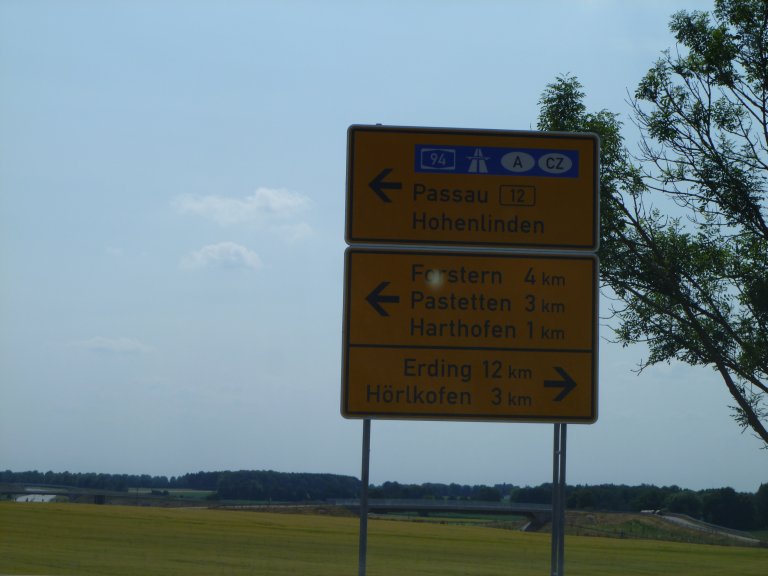 94 A CZ
Passau 12
Hohenlinden
Forstern 4 km
Pastetten 3 km
Harthofen 1 km
Erding 12 km
Hörlkofen 3 km